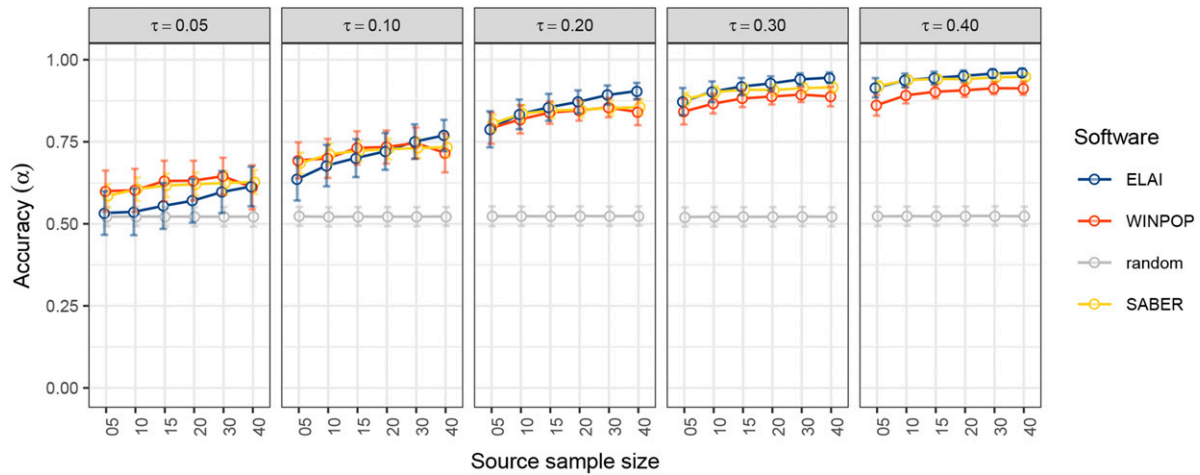 τ = 0.05
τ = 0.10
τ = 0.20
τ = 0.30
τ = 0.40
Accuracy (α)
1.00
0.75
0.50
0.25
0.00
05 10 15 20 30 40
05 10 15 20 30 40
05 10 15 20 30 40
05 10 15 20 30 40
05 10 15 20 30 40
Source sample size
Software
ELAI
WINPOP
random
SABER